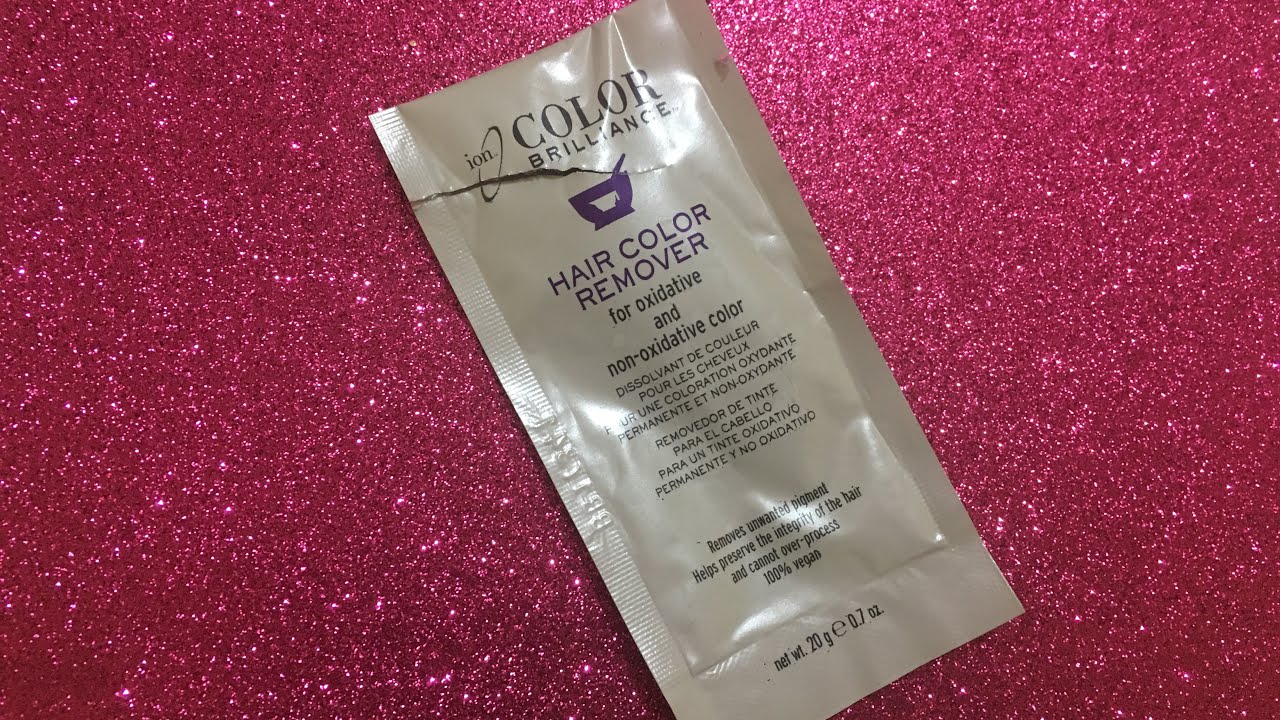 ion™ COLOR
BRILLIANCE™
HAIR COLOR
REMOVER
for oxidative
and
non-oxidative color
DISSOLVANT DE COULEUR
POUR LES CHEVEUX
POUR UNE COLORATION OXYDANTE
PERMANENTE ET NON-OXYDANTE
REMOVEDOR DE TINTE
PARA EL CABELLO
PARA UN TINTE OXIDATIVO
PERMANENTE Y NO OXIDATIVO
Removes unwanted pigment
Helps preserve the integrity of the hair
and cannot over-process
100% vegan
net wt. 20 g ℮ 0.7 oz.